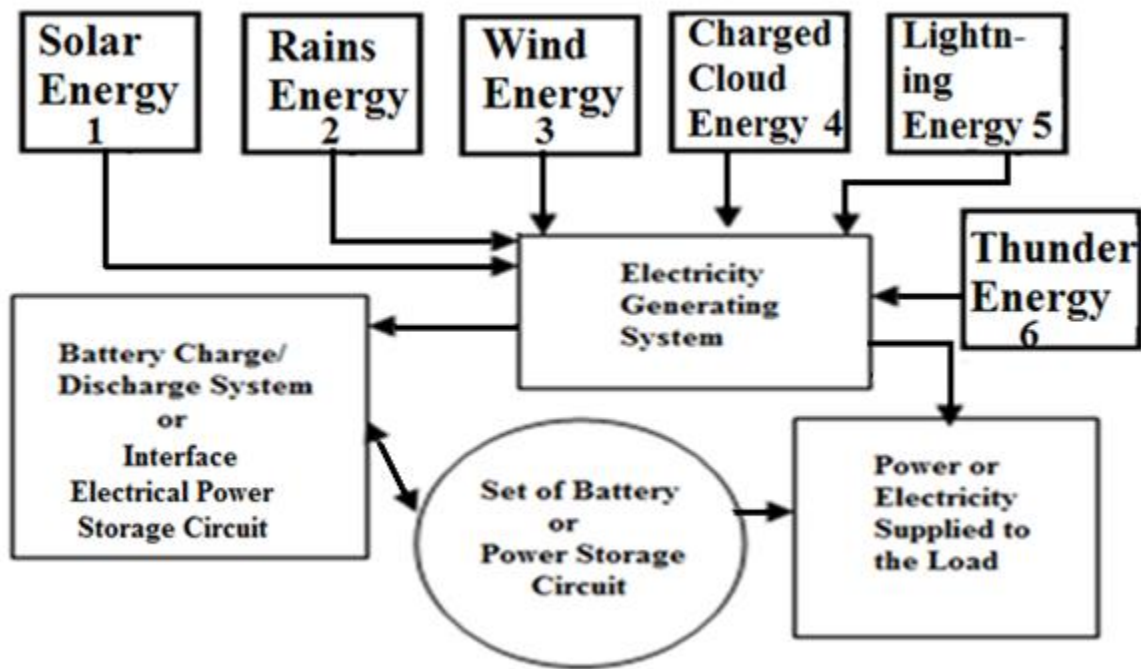 Solar
Energy
1
Rains
Energy
2
Wind
Energy
3
Charged
Cloud
Energy 4
Lightn-
ing
Energy 5
Thunder
Energy
6
Electricity
Generating
System
Battery Charge/
Discharge System
or
Interface
Electrical Power
Storage Circuit
Set of Battery
or
Power Storage
Circuit
Power or
Electricity
Supplied to
the Load